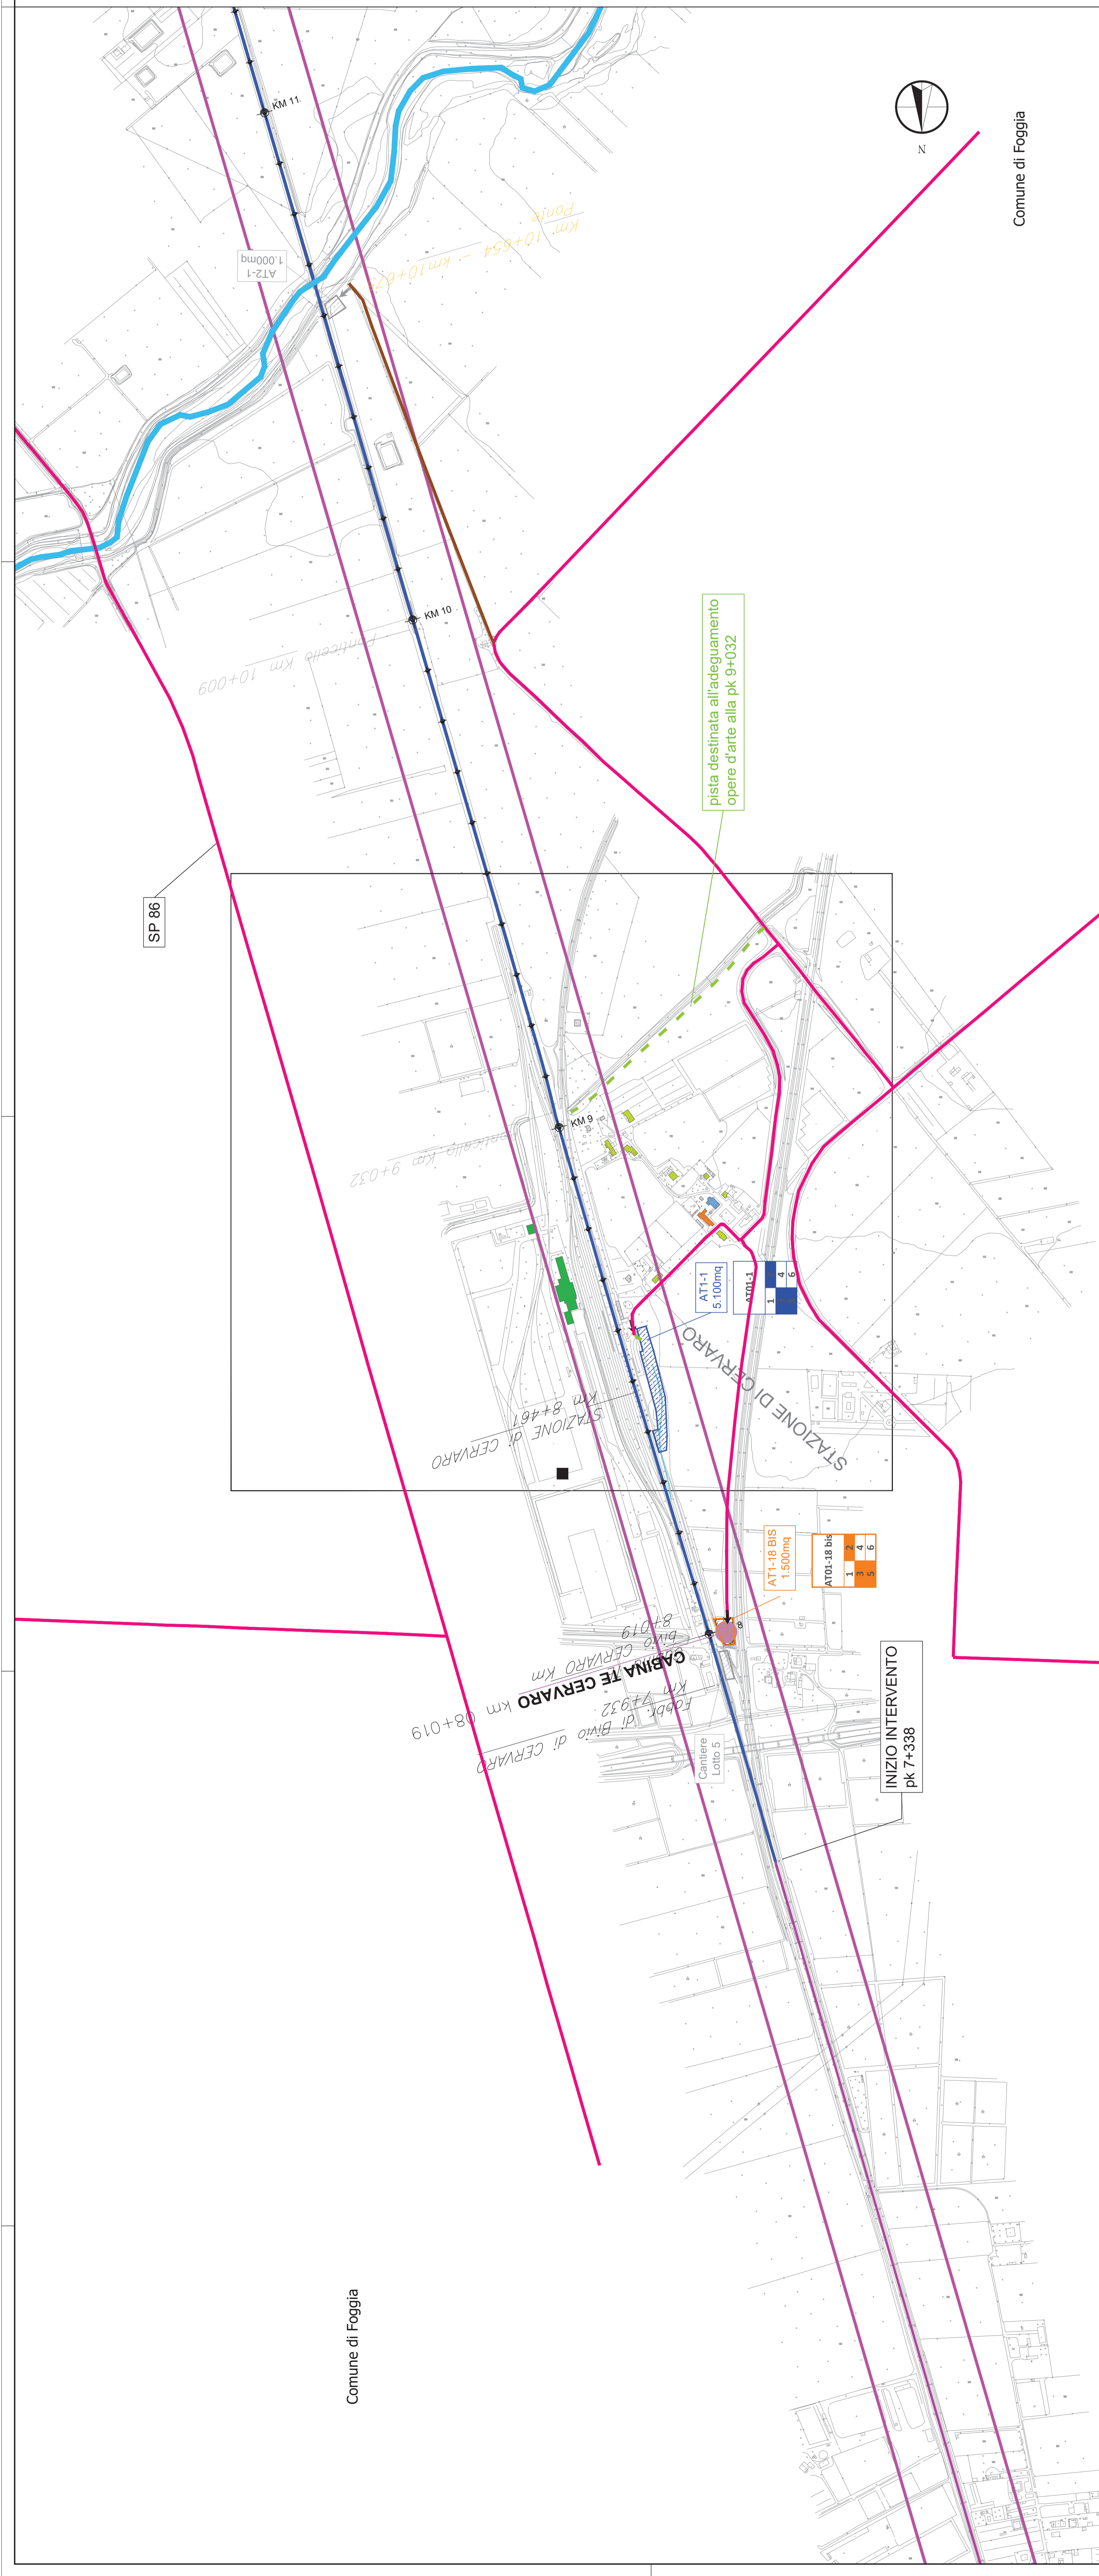 KM 11
N
Comune di Foggia
AT2-1
1.000mq
Km 10+654 - km10+673
Ponte
KM 10
Ponticello Km 10+009
pista destinata all'adeguamento
opere d'arte alla pk 9+032
SP 86
KM 9
Ponticello Km 9+032
AT1-1
5.100mq
AT01-1
1
4
6
STAZIONE DI CERVARO
STAZIONE di CERVARO
Km 8+461
AT1-18 BIS
1.500mq
AT01-18 bis
1 2
3 4
5 6
8
Bivio CERVARO Km
8+019
CABINA TE CERVARO km 08+019
Fabbr. di Bivio di CERVARO
Km 7+932
Cantiere
Lotto 5
INIZIO INTERVENTO
pk 7+338
Comune di Foggia